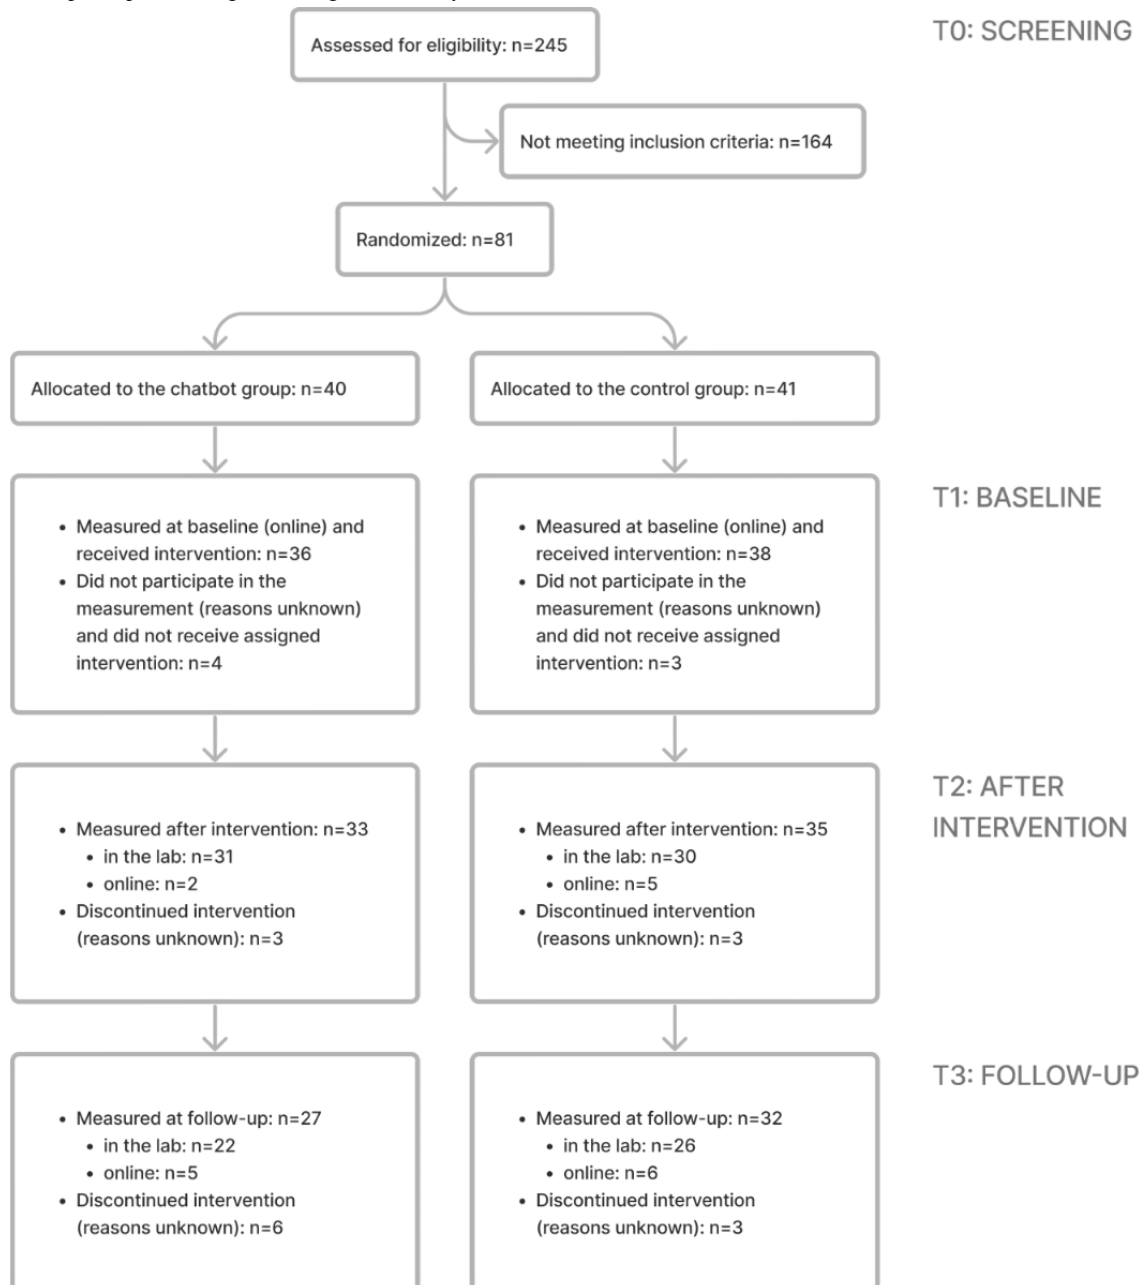 T0: SCREENING
Assessed for eligibility: n=245
Not meeting inclusion criteria: n=164
Randomized: n=81
Allocated to the chatbot group: n=40
Allocated to the control group: n=41
T1: BASELINE
• Measured at baseline (online) and
received intervention: n=36
• Did not participate in the
measurement (reasons unknown)
and did not receive assigned
intervention: n=4
• Measured at baseline (online) and
received intervention: n=38
• Did not participate in the
measurement (reasons unknown)
and did not receive assigned
intervention: n=3
T2: AFTER
INTERVENTION
• Measured after intervention: n=33
• in the lab: n=31
• online: n=2
• Discontinued intervention
(reasons unknown): n=3
• Measured after intervention: n=35
• in the lab: n=30
• online: n=5
• Discontinued intervention
(reasons unknown): n=3
T3: FOLLOW-UP
• Measured at follow-up: n=27
• in the lab: n=22
• online: n=5
• Discontinued intervention
(reasons unknown): n=6
• Measured at follow-up: n=32
• in the lab: n=26
• online: n=6
• Discontinued intervention
(reasons unknown): n=3